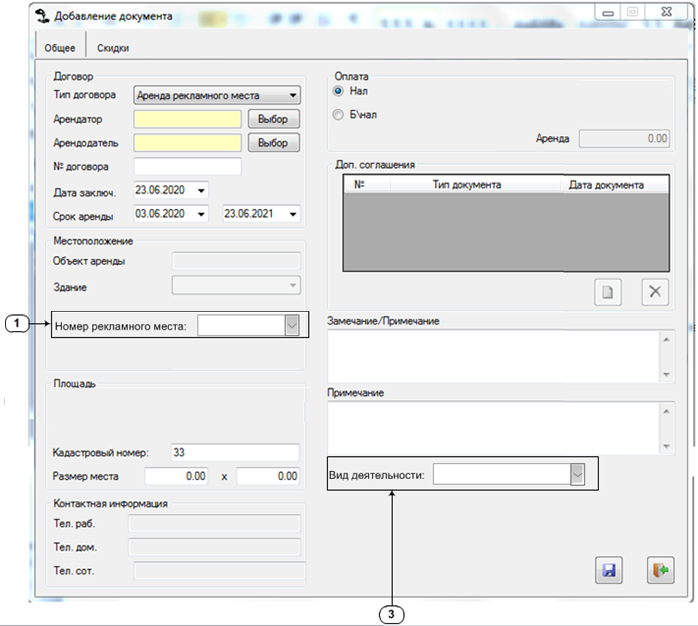 Добавление документа
Общее Скидки
Договор
Тип договора Аренда рекламного места
Арендатор Выбор
Арендодатель Выбор
№ договора
Дата заключ. 23.06.2020
Срок аренды 03.06.2020 23.06.2021
Местоположение
Объект аренды
Здание
1
Номер рекламного места:
Площадь
Кадастровый номер: 33
Размер места 0.00 x 0.00
Контактная информация
Тел. раб.
Тел. дом.
Тел. сот.
Оплата
Нал
Б\нал
Аренда 0.00
Доп. соглашения
№ Тип документа Дата документа
Замечание/Примечание
Примечание
Вид деятельности:
3